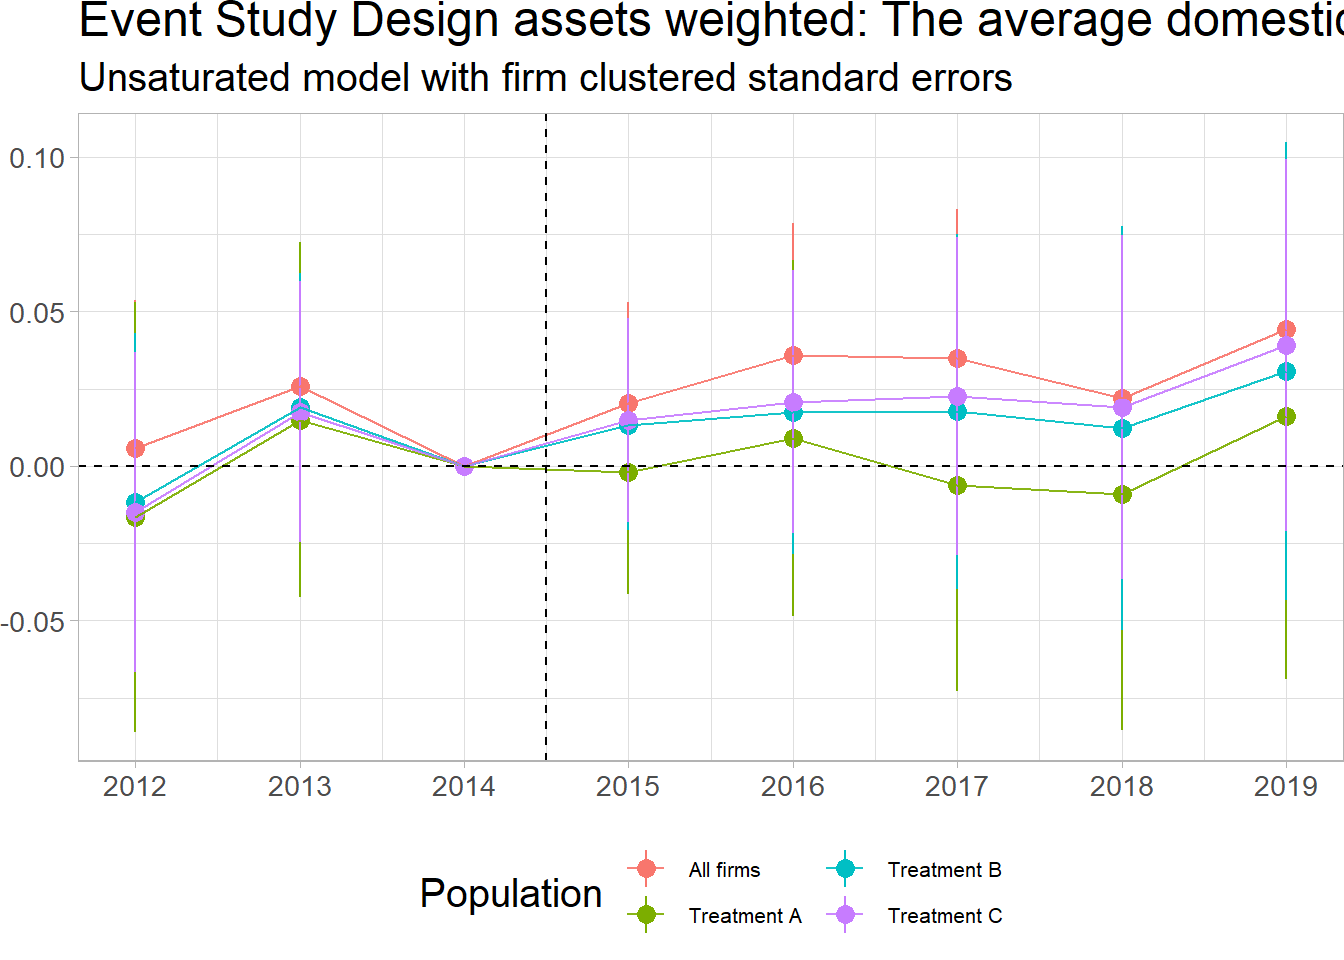 Event Study Design assets weighted: The average domestic
Unsaturated model with firm clustered standard errors
0.10
0.05
0.00
-0.05
2012 2013 2014 2015 2016 2017 2018 2019
Population
All firms Treatment B
Treatment A Treatment C